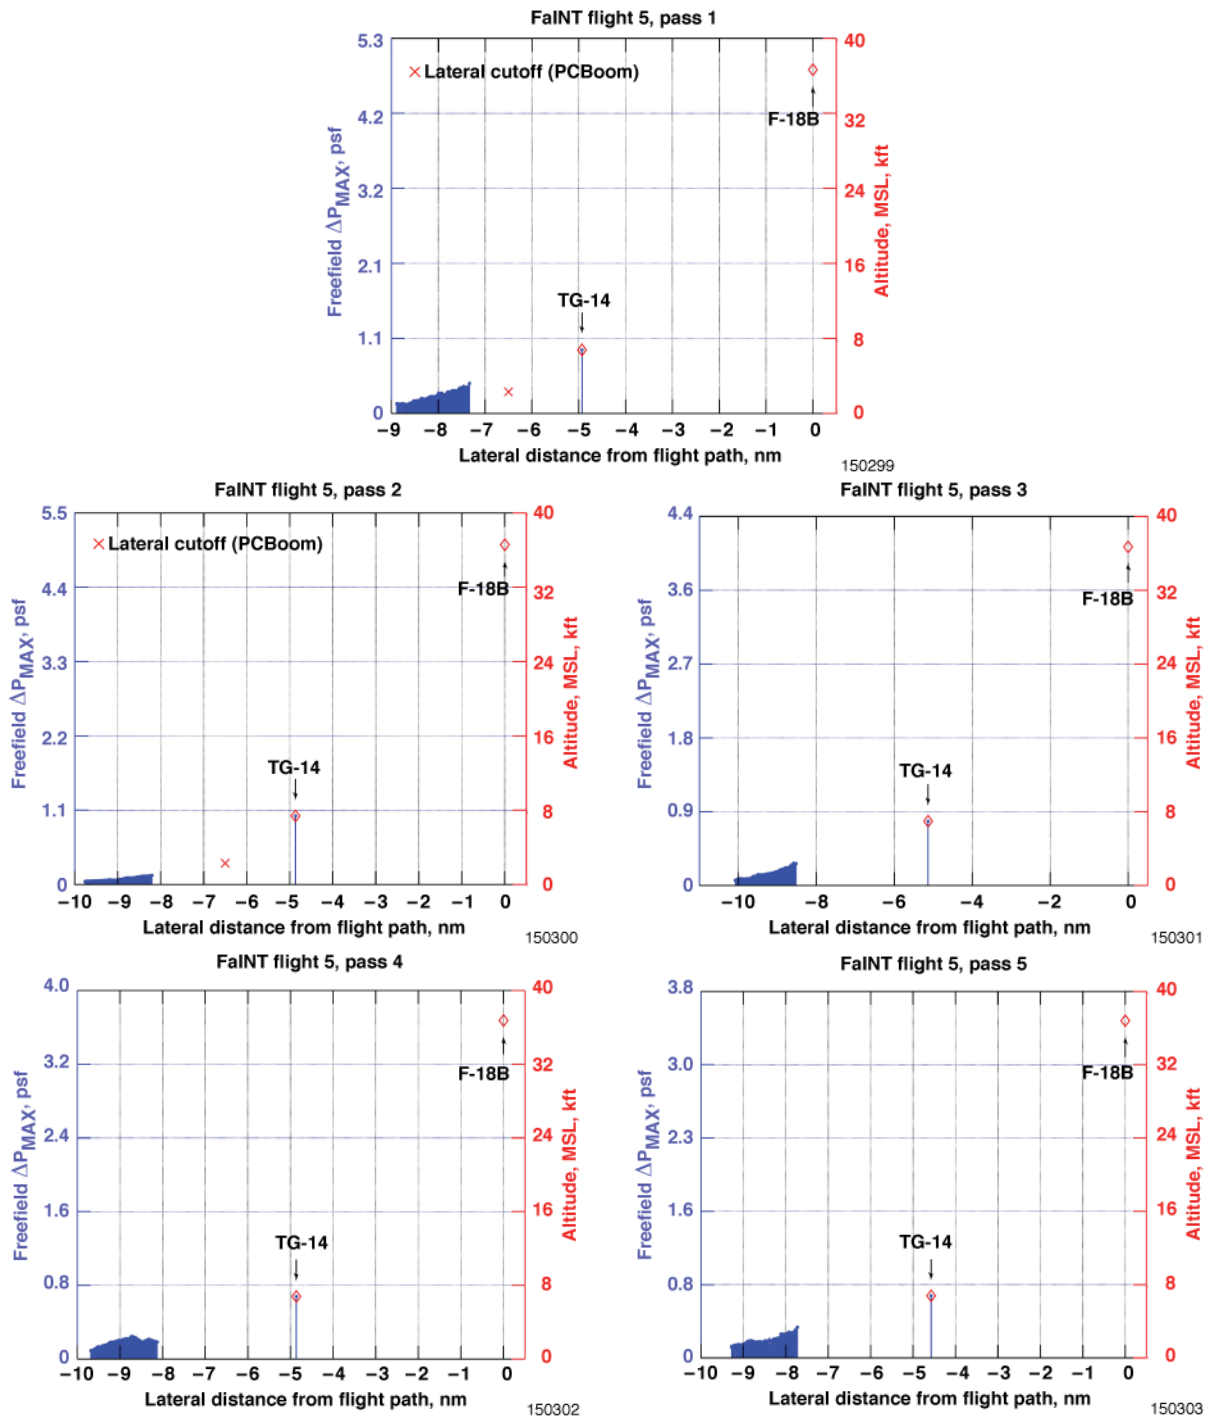 FaINT flight 5, pass 1
5.3
4.2
3.2
2.1
1.1
0
Freefield ΔPMAX, psf
× Lateral cutoff (PCBoom)
F-18B
TG-14
40
32
24
16
8
0
Altitude, MSL, kft
−9 −8 −7 −6 −5 −4 −3 −2 −1 0
Lateral distance from flight path, nm
150299
FaINT flight 5, pass 2
5.5
4.4
3.3
2.2
1.1
0
Freefield ΔPMAX, psf
× Lateral cutoff (PCBoom)
F-18B
TG-14
40
32
24
16
8
0
Altitude, MSL, kft
−10 −9 −8 −7 −6 −5 −4 −3 −2 −1 0
Lateral distance from flight path, nm
150300
FaINT flight 5, pass 3
4.4
3.6
2.7
1.8
0.9
0
Freefield ΔPMAX, psf
F-18B
TG-14
40
32
24
16
8
0
Altitude, MSL, kft
−10 −8 −6 −4 −2 0
Lateral distance from flight path, nm
150301
FaINT flight 5, pass 4
4.0
3.2
2.4
1.6
0.8
0
Freefield ΔPMAX, psf
F-18B
TG-14
40
32
24
16
8
0
Altitude, MSL, kft
−10 −9 −8 −7 −6 −5 −4 −3 −2 −1 0
Lateral distance from flight path, nm
150302
FaINT flight 5, pass 5
3.8
3.0
2.3
1.6
0.8
0
Freefield ΔPMAX, psf
F-18B
TG-14
40
32
24
16
8
0
Altitude, MSL, kft
−10 −9 −8 −7 −6 −5 −4 −3 −2 −1 0
Lateral distance from flight path, nm
150303